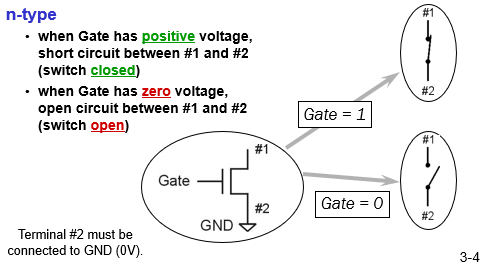 n-type
• when Gate has positive voltage,
short circuit between #1 and #2
(switch closed)
• when Gate has zero voltage,
open circuit between #1 and #2
(switch open)
#1
#2
Gate = 1
#1
Gate
#2
GND
Gate = 0
#1
#2
Terminal #2 must be
connected to GND (0V).
3-4